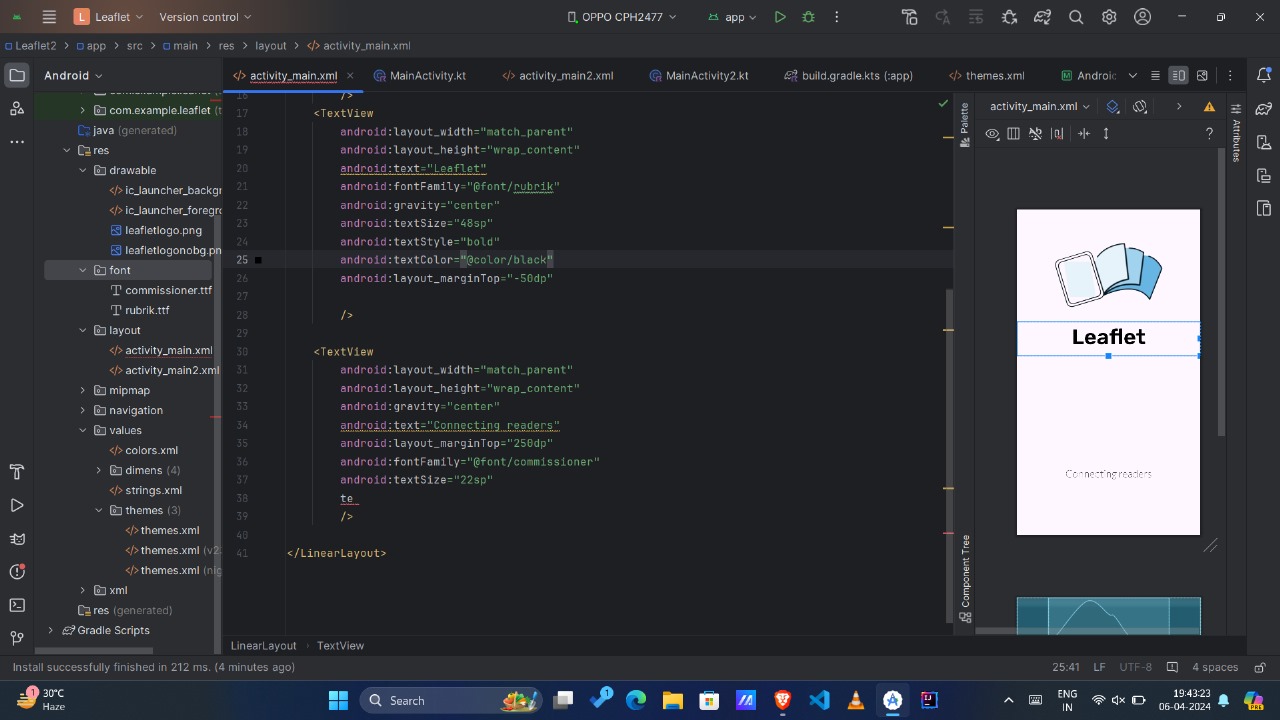 Leaflet
Version control
OPPO CPH2477
app
Leaflet2 > app > src > main > res > layout > activity_main.xml
Android
activity_main.xml
MainActivity.kt
activity_main2.xml
MainActivity2.kt
build.gradle.kts (:app)
themes.xml
com.example.leaflet
java (generated)
res
drawable
ic_launcher_backgr
ic_launcher_foregro
leafletlogo.png
leafletlogonobg.pn
font
commissioner.ttf
rubrik.ttf
layout
activity_main.xml
activity_main2.xml
mipmap
navigation
values
colors.xml
dimens (4)
strings.xml
themes (3)
themes.xml
themes.xml
themes.xml
xml
res (generated)
Gradle Scripts
16 />
17 <TextView
18 android:layout_width="match_parent"
19 android:layout_height="wrap_content"
20 android:text="Leaflet"
21 android:fontFamily="@font/rubrik"
22 android:gravity="center"
23 android:textSize="48sp"
24 android:textStyle="bold"
25 android:textColor="@color/black"
26 android:layout_marginTop="-50dp"
27
28 />
29
30 <TextView
31 android:layout_width="match_parent"
32 android:layout_height="wrap_content"
33 android:gravity="center"
34 android:text="Connecting readers"
35 android:layout_marginTop="250dp"
36 android:fontFamily="@font/commissioner"
37 android:textSize="22sp"
38 te
39 />
40
41 </LinearLayout>
LinearLayout > TextView
Palette
Component Tree
activity_main.xml
Attributes
Leaflet
Connecting readers
Install successfully finished in 212 ms. (4 minutes ago)
25:41
LF
UTF-8
4 spaces
1
30°C
Haze
Search
1
ENG
IN
19:43:23
06-04-2024
PRE